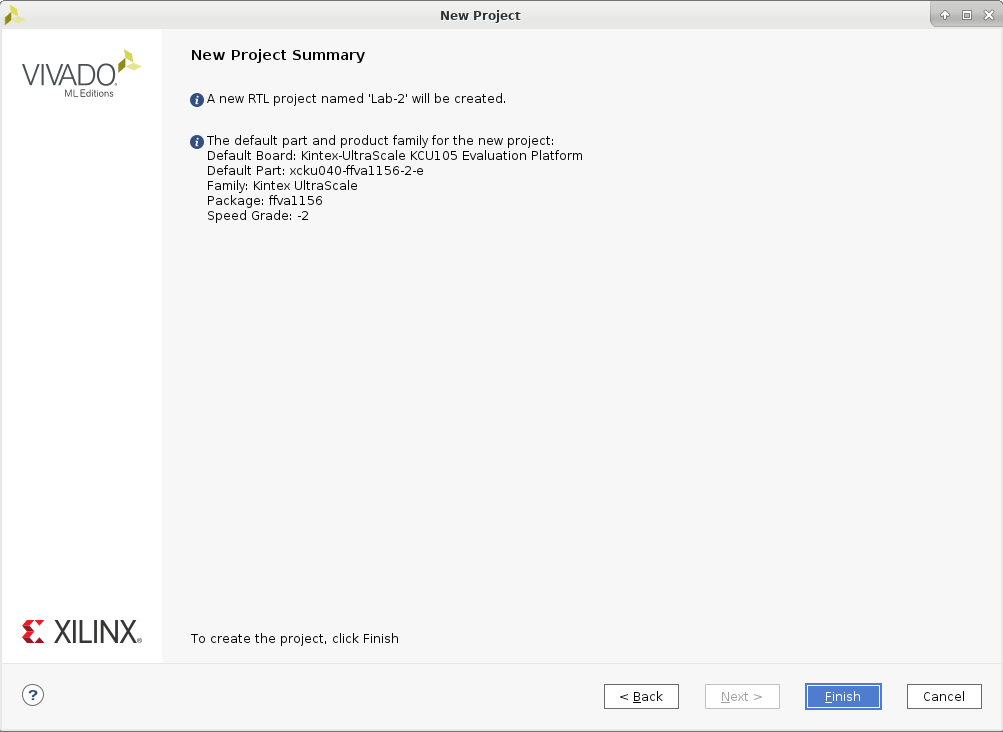 New Project
VIVADO
ML Editions
New Project Summary
A new RTL project named 'Lab-2' will be created.
The default part and product family for the new project:
Default Board: Kintex-UltraScale KCU105 Evaluation Platform
Default Part: xcku040-ffva1156-2-e
Family: Kintex UltraScale
Package: ffva1156
Speed Grade: -2
XILINX
To create the project, click Finish
?
< Back
Next >
Finish
Cancel